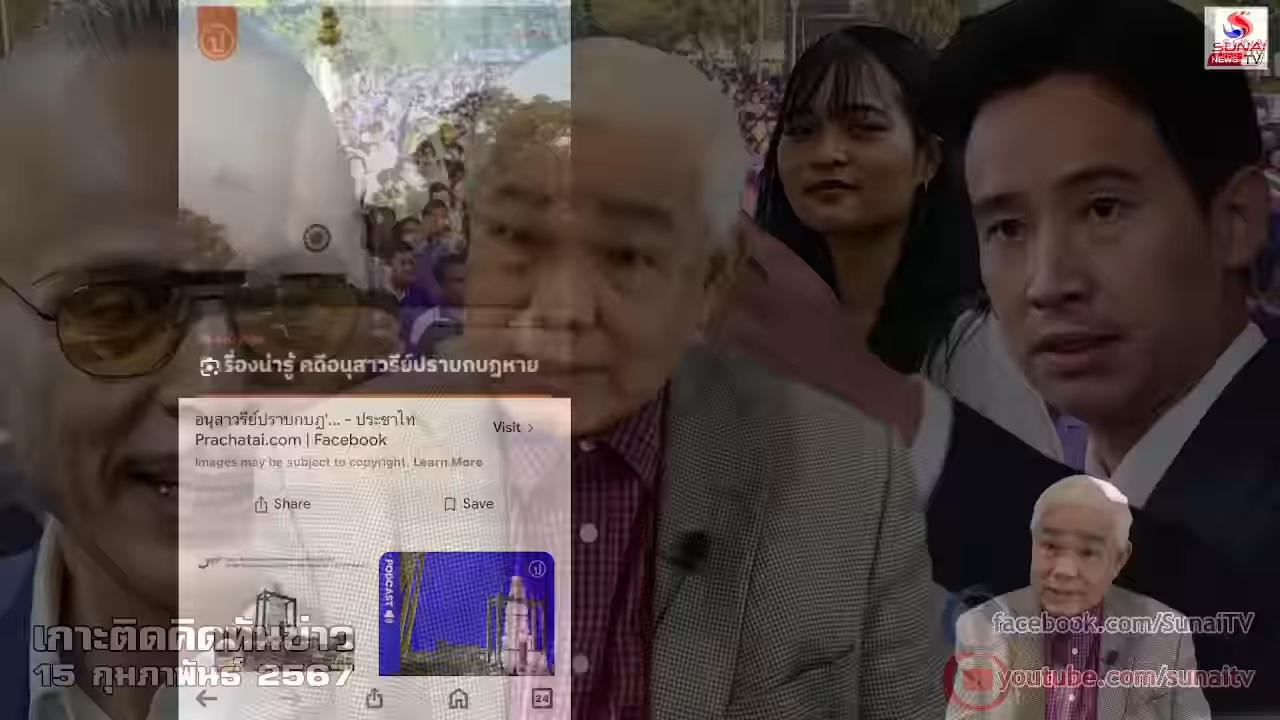 SUNAI
NEWS TV
รื่องน่ารู้ คดีอนุสาวรีย์ปราบกบฏหาย
อนุสาวรีย์ปราบกบฏ'... - ประชาไท
Prachatai.com | Facebook
Visit >
Images may be subject to copyright. Learn More
Share
Save
PODCAST
เกาะติดคิดทันข่าว
15 กุมภาพันธ์ 2567
24
facebook.com/SunaiTV
youtube.com/sunaitv